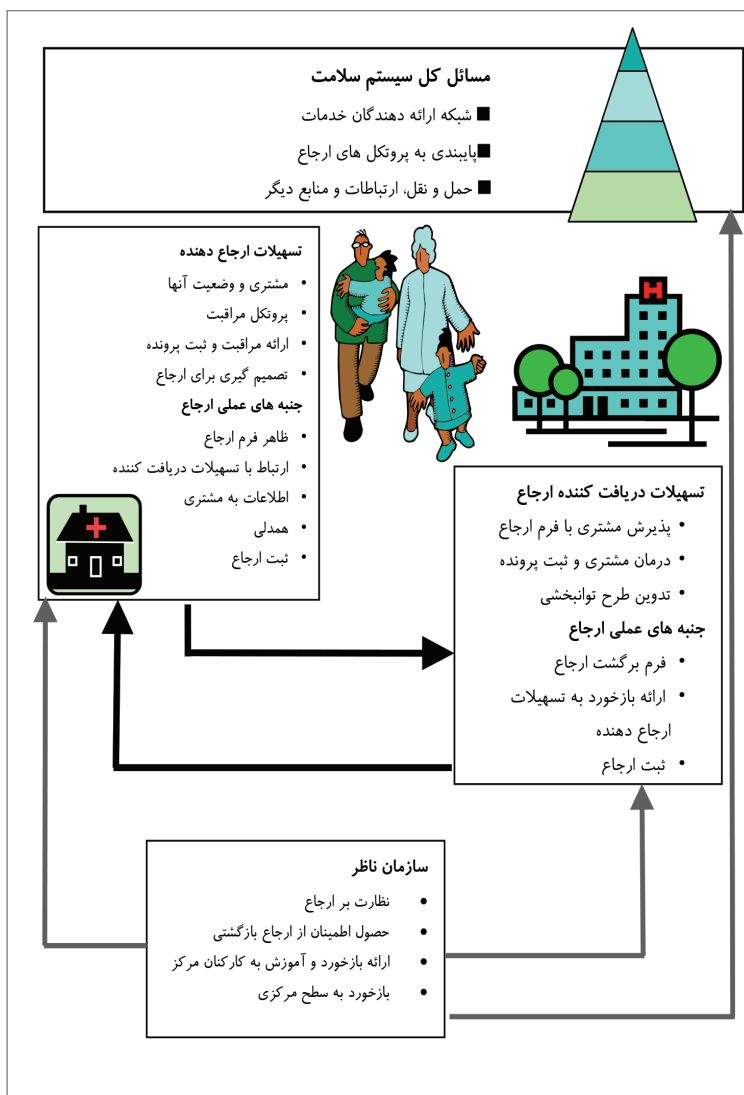 مسائل کل سیستم سلامت
■ شبکه ارائه دهندگان خدمات
■پایبندی به پروتکل های ارجاع
■ حمل و نقل، ارتباطات و منابع دیگر
تسهیلات ارجاع دهنده
• مشتری و وضعیت آنها
• پروتکل مراقبت
• ارائه مراقبت و ثبت پرونده
• تصمیم گیری برای ارجاع
جنبه های عملی ارجاع
• ظاهر فرم ارجاع
• ارتباط با تسهیلات دریافت کننده
• اطلاعات به مشتری
• همدلی
• ثبت ارجاع
H
تسهیلات دریافت کننده ارجاع
• پذیرش مشتری با فرم ارجاع
• درمان مشتری و ثبت پرونده
• تدوین طرح توانبخشی
جنبه های عملی ارجاع
• فرم برگشت ارجاع
• ارائه بازخورد به تسهیلات
ارجاع دهنده
• ثبت ارجاع
سازمان ناظر
• نظارت بر ارجاع
• حصول اطمینان از ارجاع بازگشتی
• ارائه بازخورد و آموزش به کارکنان مرکز
• بازخورد به سطح مرکزی